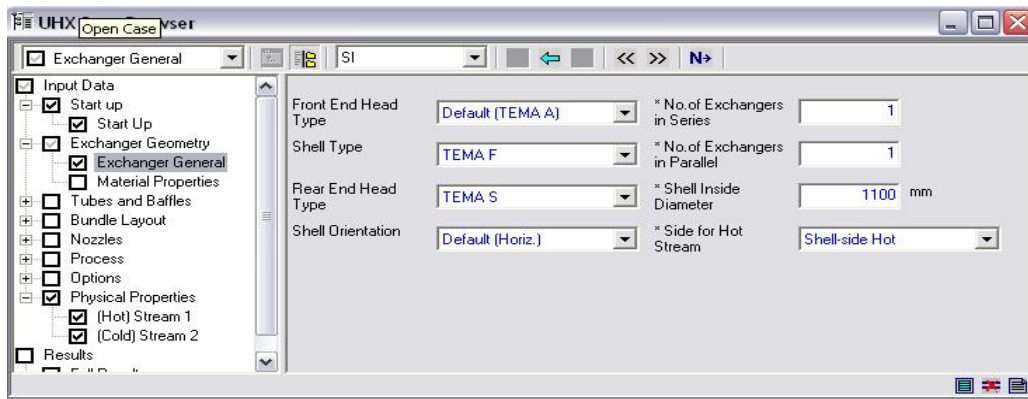 UHX
vser
Open Case
Exchanger General
SI
N
Input Data
Start up
Start Up
Exchanger Geometry
Exchanger General
Material Properties
Tubes and Baffles
Bundle Layout
Nozzles
Process
Options
Physical Properties
(Hot) Stream 1
(Cold) Stream 2
Results
Front End Head
Type
Default (TEMA A)
* No.of Exchangers
in Series
1
Shell Type
TEMA F
* No.of Exchangers
in Parallel
1
Rear End Head
Type
TEMA S
* Shell Inside
Diameter
1100 mm
Shell Orientation
Default (Horiz.)
* Side for Hot
Stream
Shell-side Hot